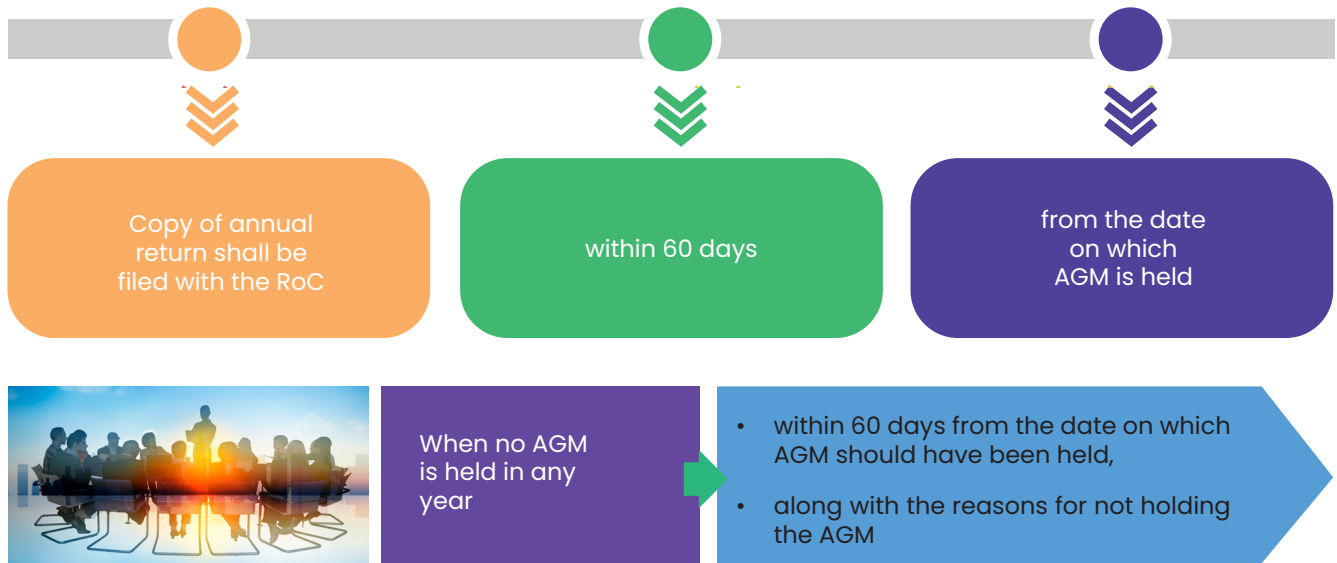 Copy of annual
return shall be
filed with the RoC
within 60 days
from the date
on which
AGM is held
When no AGM
is held in any
year
• within 60 days from the date on which
AGM should have been held,
• along with the reasons for not holding
the AGM